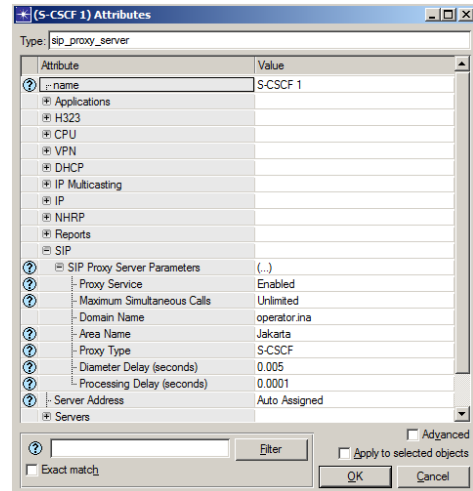 (S-CSCF 1) Attributes
Type: sip_proxy_server
Attribute Value
name S-CSCF 1
Applications
H323
CPU
VPN
DHCP
IP Multicasting
IP
NHRP
Reports
SIP
SIP Proxy Server Parameters (...)
Proxy Service Enabled
Maximum Simultaneous Calls Unlimited
Domain Name operator.ina
Area Name Jakarta
Proxy Type S-CSCF
Diameter Delay (seconds) 0.005
Processing Delay (seconds) 0.0001
Server Address Auto Assigned
Servers
Advanced
Filter Apply to selected objects
Exact match OK Cancel